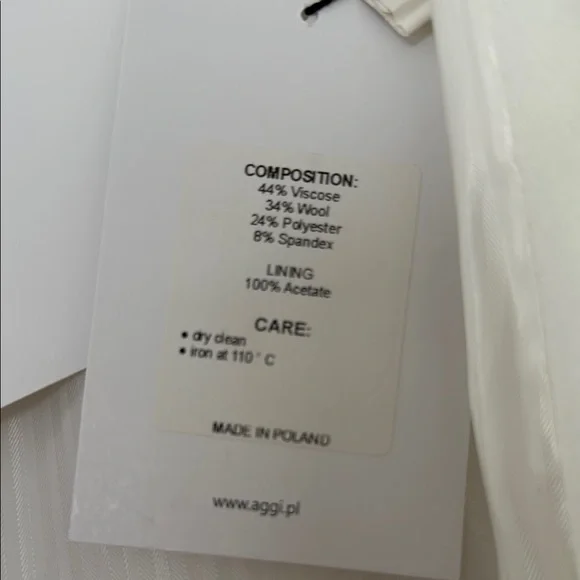 COMPOSITION:
44% Viscose
34% Wool
24% Polyester
8% Spandex
LINING
100% Acetate
CARE:
• dry clean
• iron at 110° C
MADE IN POLAND
www.aggi.pl